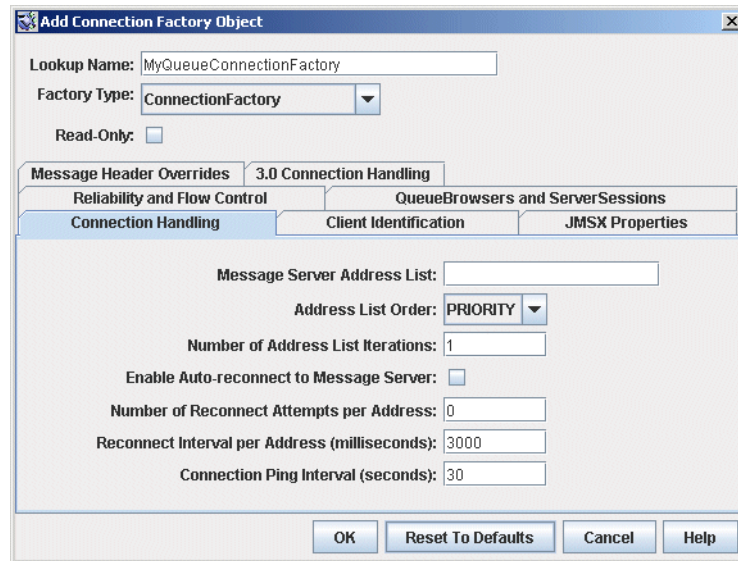 Add Connection Factory Object
Lookup Name: MyQueueConnectionFactory
Factory Type: ConnectionFactory
Read-Only:
Message Header Overrides 3.0 Connection Handling
Reliability and Flow Control QueueBrowsers and ServerSessions
Connection Handling Client Identification JMSX Properties
Message Server Address List:
Address List Order: PRIORITY
Number of Address List Iterations: 1
Enable Auto-reconnect to Message Server:
Number of Reconnect Attempts per Address: 0
Reconnect Interval per Address (milliseconds): 3000
Connection Ping Interval (seconds): 30
OK Reset To Defaults Cancel Help